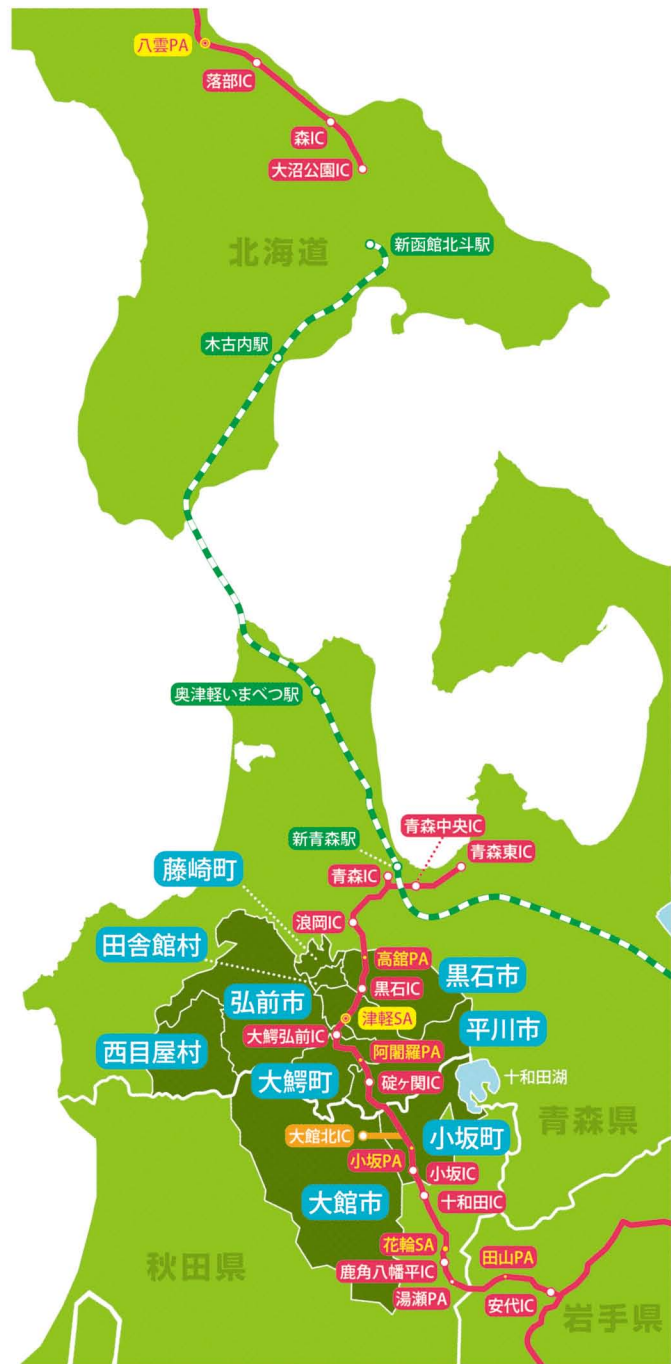 八雲PA
落部IC
森IC
大沼公園IC
北海道
新函館北斗駅
木古内駅
奥津軽いまべつ駅
青森中央IC
新青森駅
青森東IC
藤崎町
青森IC
浪岡IC
田舎館村
高舘PA
黒石市
黒石IC
弘前市
津軽SA
平川市
大鰐弘前IC
西目屋村
阿闍羅PA
大鰐町
碇ヶ関IC
十和田湖
青森県
大館北IC
小坂町
小坂PA
小坂IC
大館市
十和田IC
花輪SA
秋田県
鹿角八幡平IC
田山PA
湯瀬PA
安代IC
岩手県